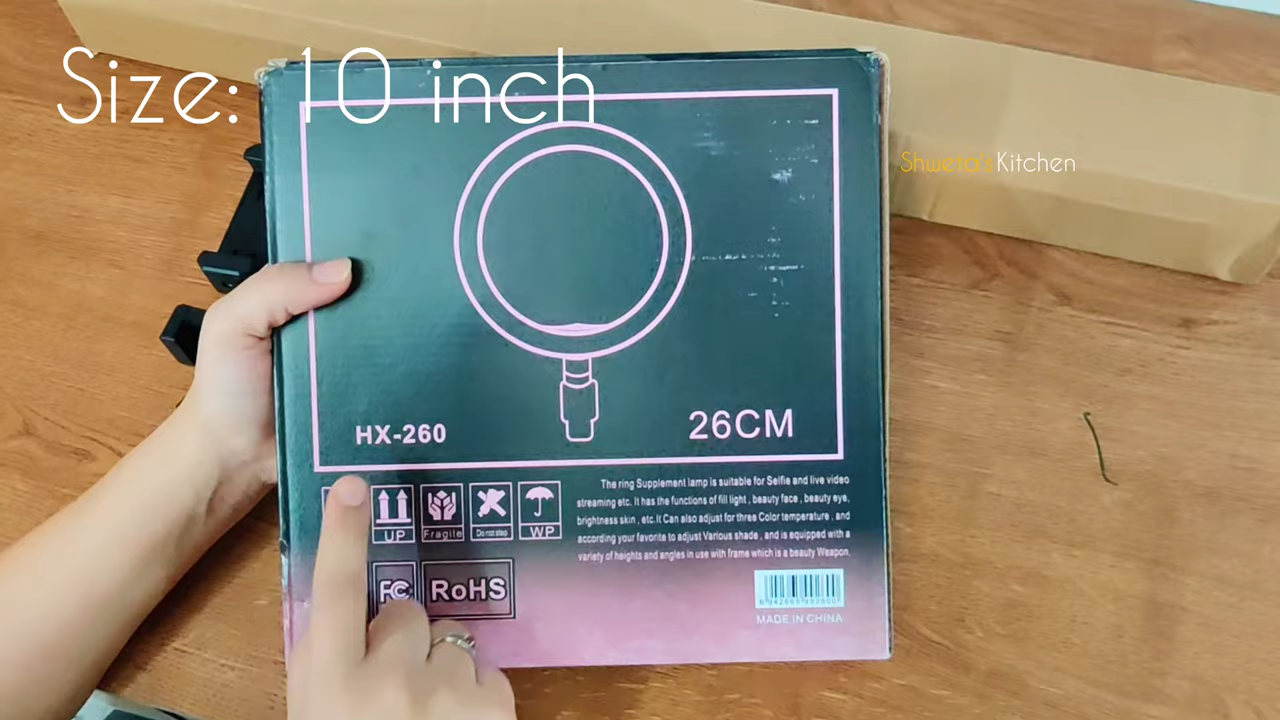 Size: 10 inch
Shweta's Kitchen
HX-260
26CM
UP
Fragile
Do not step
WP
The ring Supplement lamp is suitable for Selfie and live video
streaming etc. It has the functions of fill light , beauty face , beauty eye,
brightness skin , etc.It Can also adjust for three Color temperature , and
according your favorite to adjust Various shade , and is equipped with a
variety of heights and angles in use with frame which is a beauty Weapon.
FC
RoHS
MADE IN CHINA